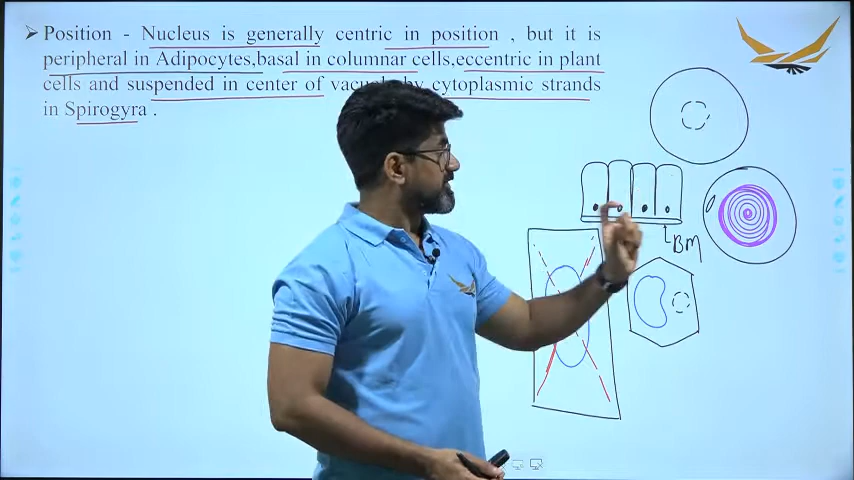 ➢ Position - Nucleus is generally centric in position , but it is
peripheral in Adipocytes,basal in columnar cells,eccentric in plant
cells and suspended in center of by cytoplasmic strands
in Spirogyra .
BM